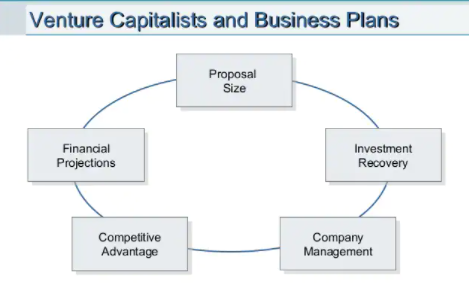 Venture Capitalists and Business Plans
Proposal
Size
Financial
Projections
Investment
Recovery
Competitive
Advantage
Company
Management